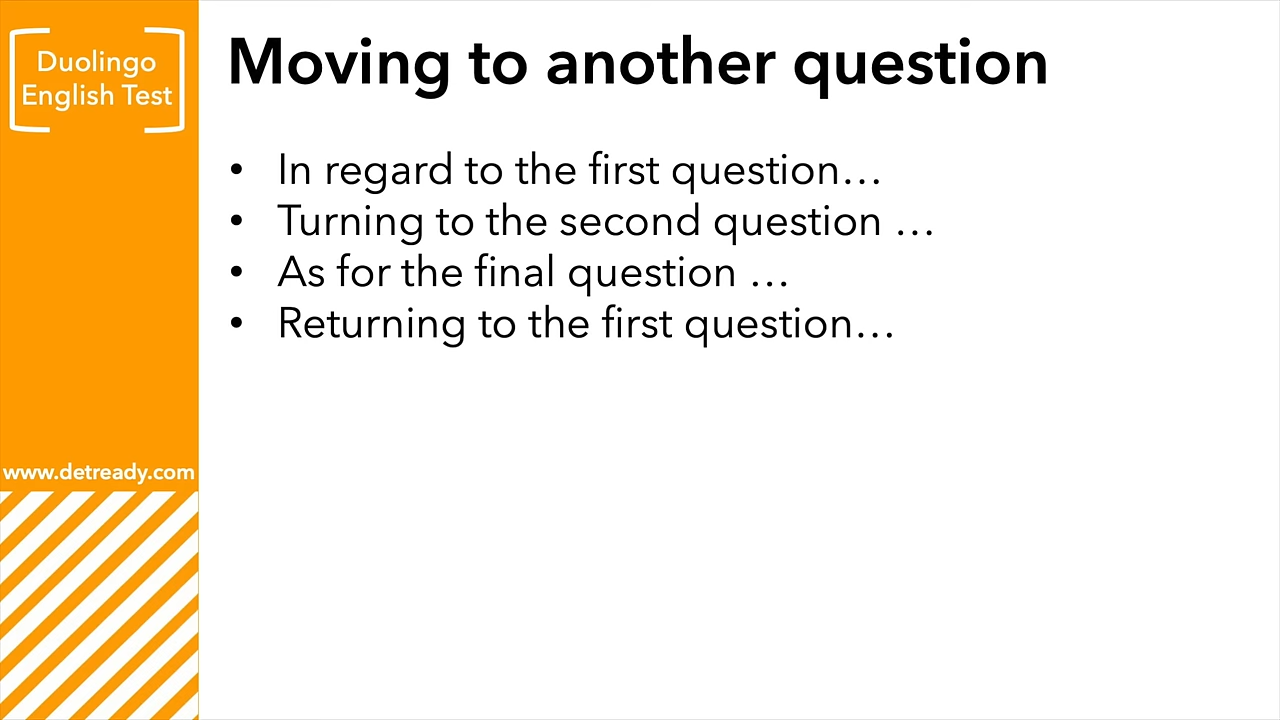 Duolingo
English Test
Moving to another question
• In regard to the first question…
• Turning to the second question …
• As for the final question …
• Returning to the first question…
www.detready.com